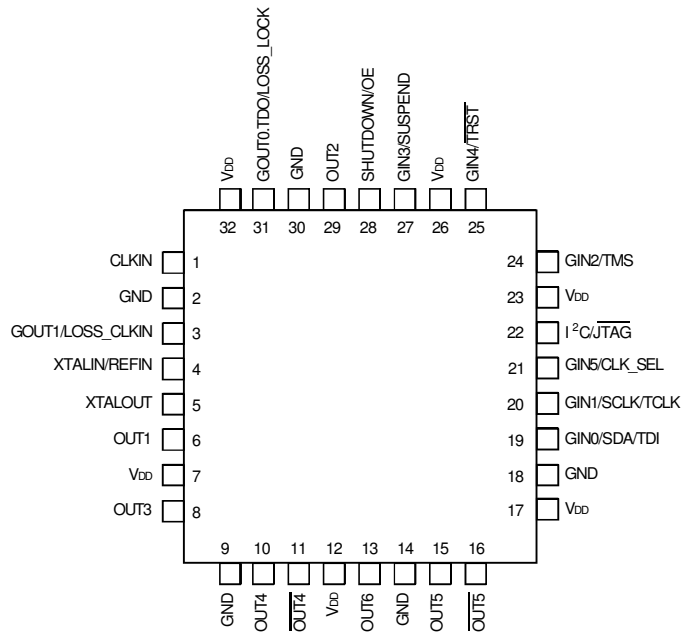 VDD
GOUT0.TDO/LOSS_LOCK
GND
OUT2
SHUTDOWN/OE
GIN3/SUSPEND
VDD
GIN4/TRST
32 31 30 29 28 27 26 25
CLKIN 1
GND 2
GOUT1/LOSS_CLKIN 3
XTALIN/REFIN 4
XTALOUT 5
OUT1 6
VDD 7
OUT3 8
24 GIN2/TMS
23 VDD
22 I²C/JTAG
21 GIN5/CLK_SEL
20 GIN1/SCLK/TCLK
19 GIN0/SDA/TDI
18 GND
17 VDD
9 10 11 12 13 14 15 16
GND
OUT4
OUT4
VDD
OUT6
GND
OUT5
OUT5